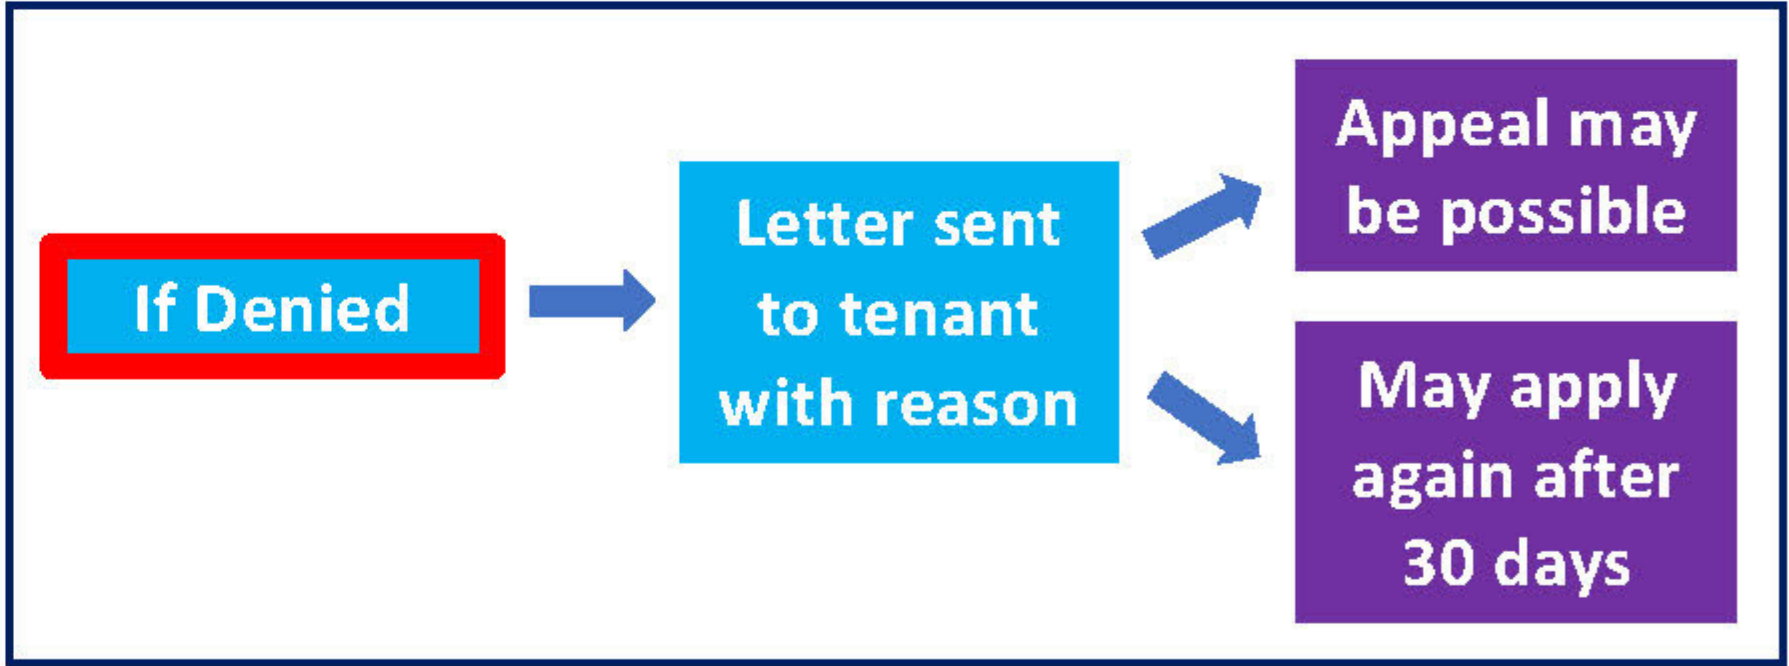 If Denied
Letter sent
to tenant
with reason
Appeal may
be possible
May apply
again after
30 days